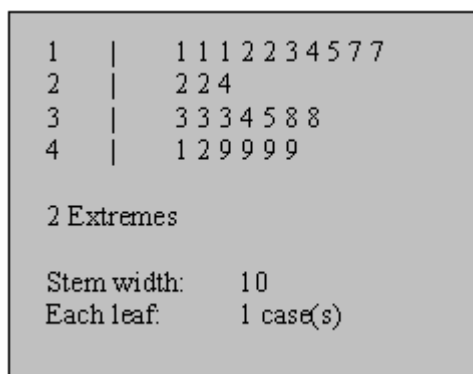 1 | 1 1 1 2 2 3 4 5 7 7
2 | 2 2 4
3 | 3 3 3 4 5 8 8
4 | 1 2 9 9 9 9
2 Extremes
Stem width: 10
Each leaf: 1 case(s)